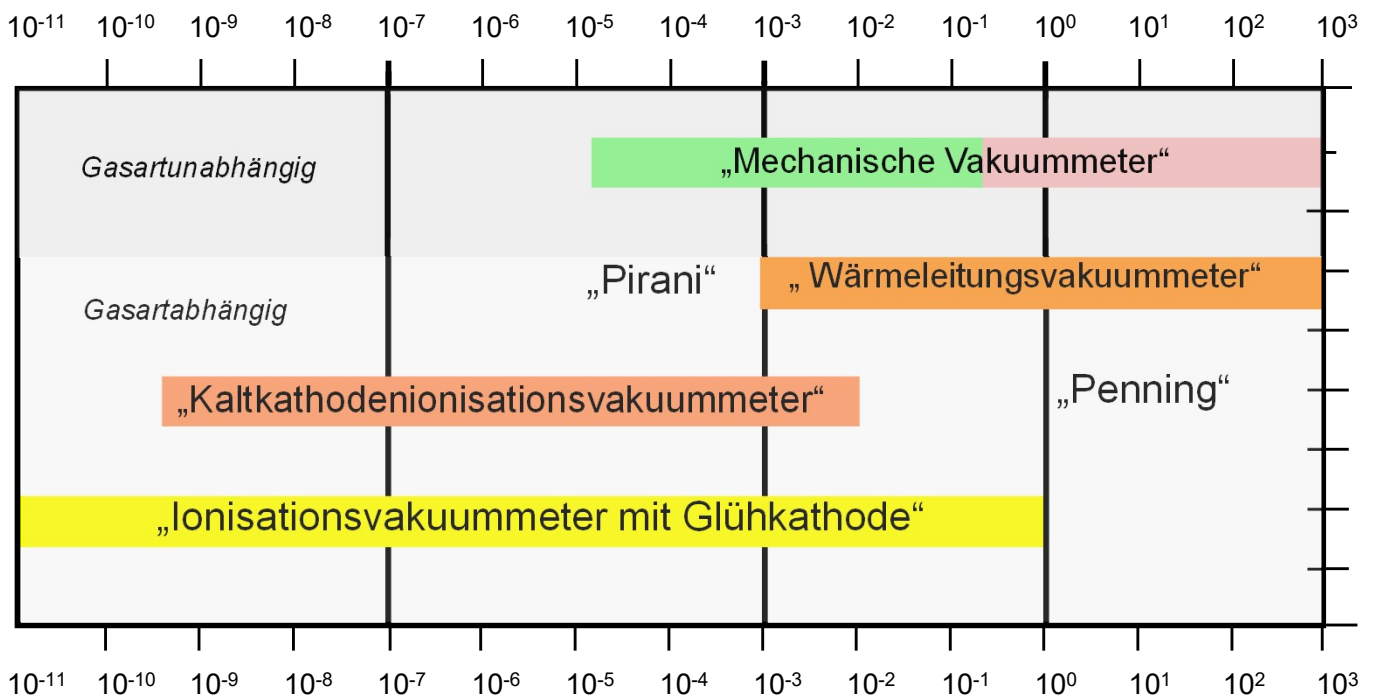 10⁻¹¹ 10⁻¹⁰ 10⁻⁹ 10⁻⁸ 10⁻⁷ 10⁻⁶ 10⁻⁵ 10⁻⁴ 10⁻³ 10⁻² 10⁻¹ 10⁰ 10¹ 10² 10³
Gasartunabhängig „Mechanische Vakuummeter“
„Pirani“ „ Wärmeleitungsvakuummeter“
Gasartabhängig
„Kaltkathodenionisationsvakuummeter“ „Penning“
„Ionisationsvakuummeter mit Glühkathode“
10⁻¹¹ 10⁻¹⁰ 10⁻⁹ 10⁻⁸ 10⁻⁷ 10⁻⁶ 10⁻⁵ 10⁻⁴ 10⁻³ 10⁻² 10⁻¹ 10⁰ 10¹ 10² 10³